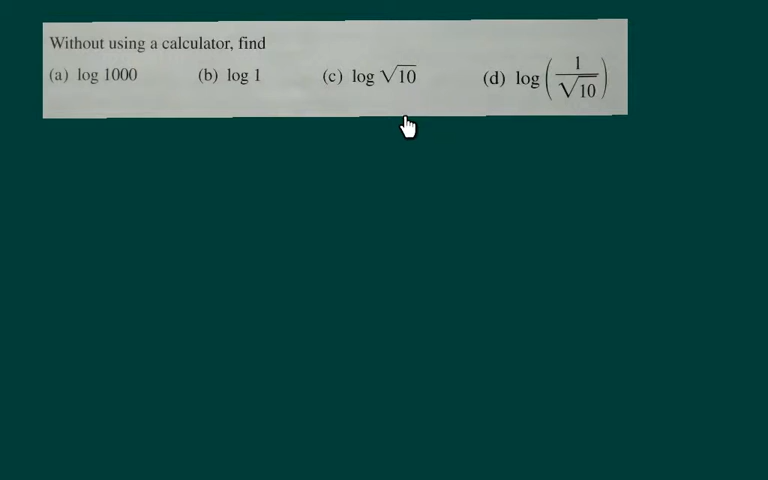 Without using a calculator, find
(a) log 1000 (b) log 1 (c) log √10 (d) log (1/√10)